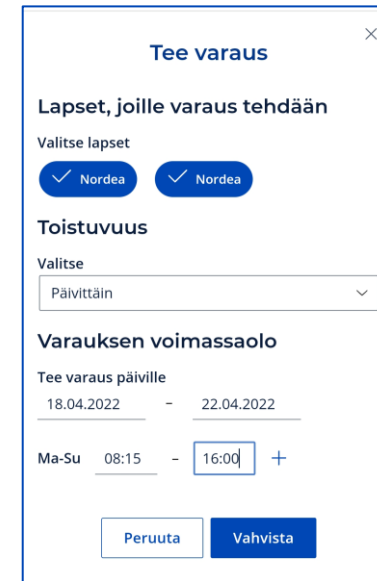 Tee varaus
Lapset, joille varaus tehdään
Valitse lapset
Nordea Nordea
Toistuvuus
Valitse
Päivittäin
Varauksen voimassaolo
Tee varaus päiville
18.04.2022 – 22.04.2022
Ma-Su 08:15 – 16:00 +
Peruuta Vahvista